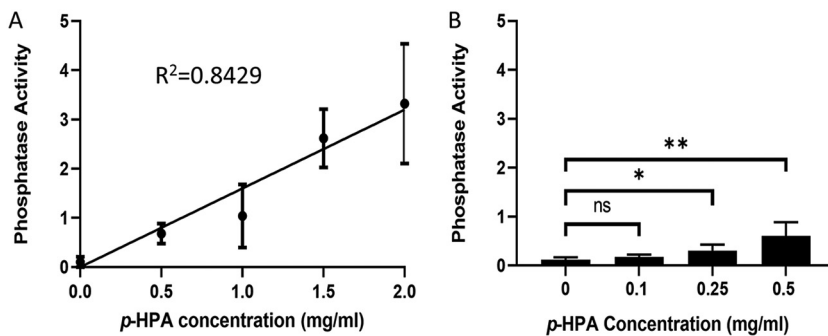 A
Phosphatase Activity
5
4
3
2
1
0
R²=0.8429
0.0 0.5 1.0 1.5 2.0
p-HPA concentration (mg/ml)
B
Phosphatase Activity
5
4
3
2
1
0
**
*
ns
0 0.1 0.25 0.5
p-HPA Concentration (mg/ml)